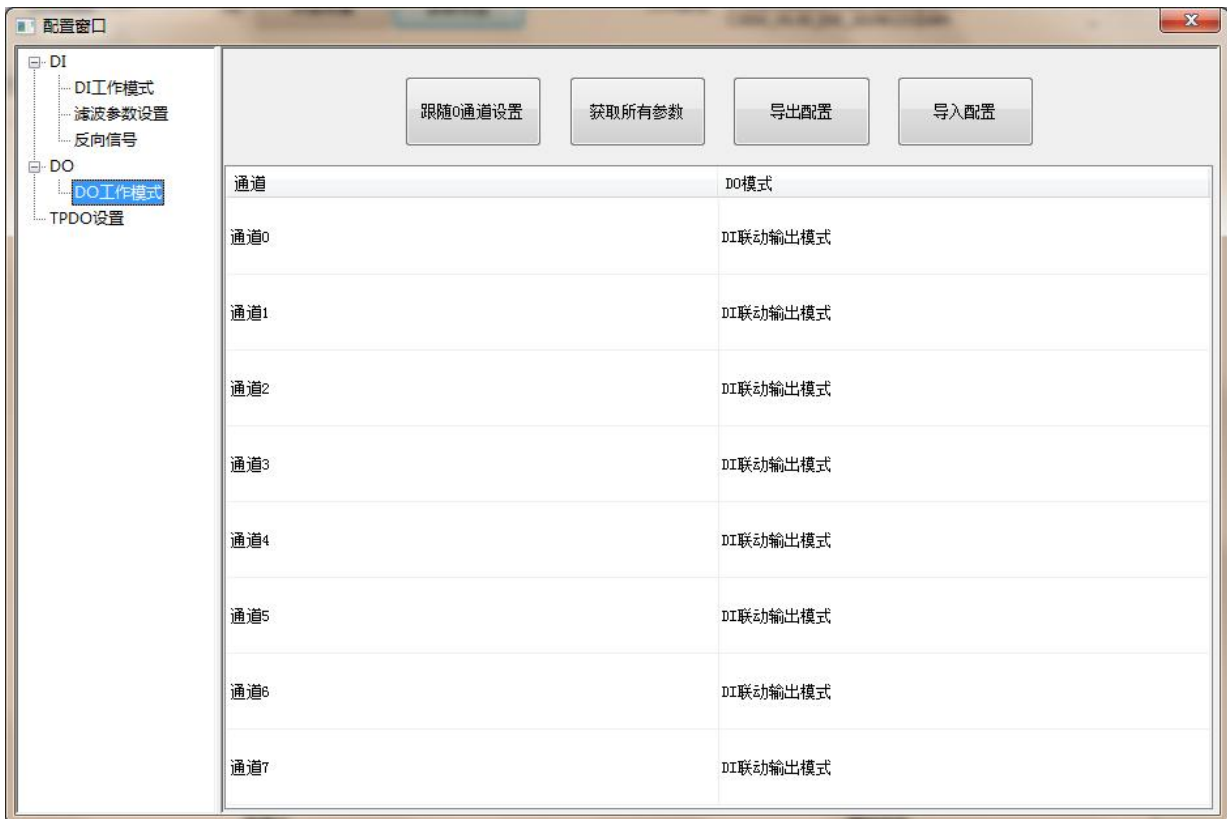 配置窗口
DI
DI工作模式
滤波参数设置
反向信号
DO
DO工作模式
TPDO设置
跟随0通道设置 获取所有参数 导出配置 导入配置
通道 DO模式
通道0 DI联动输出模式
通道1 DI联动输出模式
通道2 DI联动输出模式
通道3 DI联动输出模式
通道4 DI联动输出模式
通道5 DI联动输出模式
通道6 DI联动输出模式
通道7 DI联动输出模式